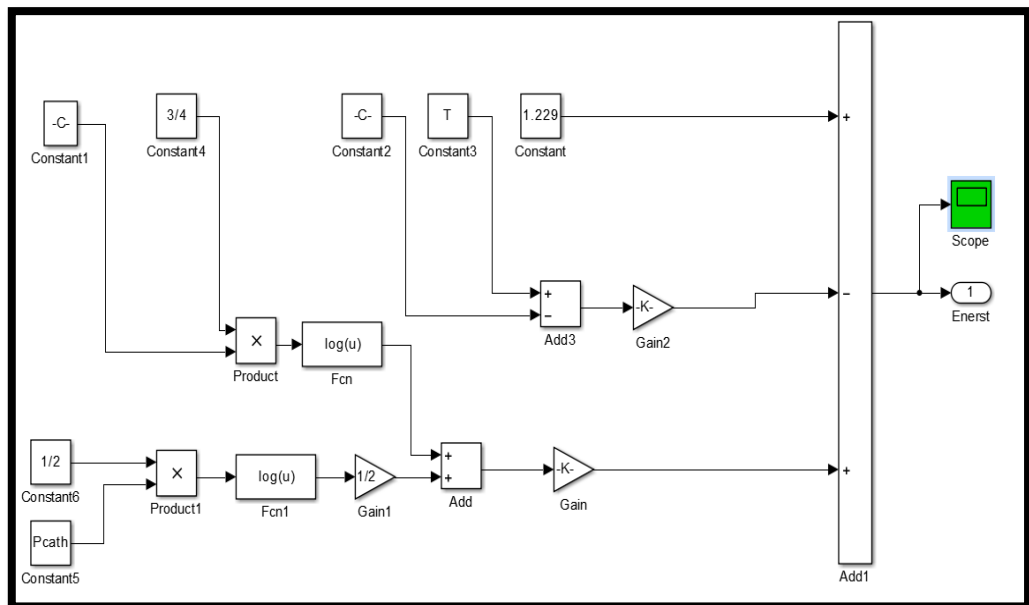 -C-
Constant1
3/4
Constant4
-C-
Constant2
T
Constant3
1.229
Constant
+
Scope
+
−
Add3
-K-
Gain2
−
1
Enerst
×
Product
log(u)
Fcn
1/2
Constant6
×
Product1
log(u)
Fcn1
1/2
Gain1
+
+
Add
-K-
Gain
+
Pcath
Constant5
Add1